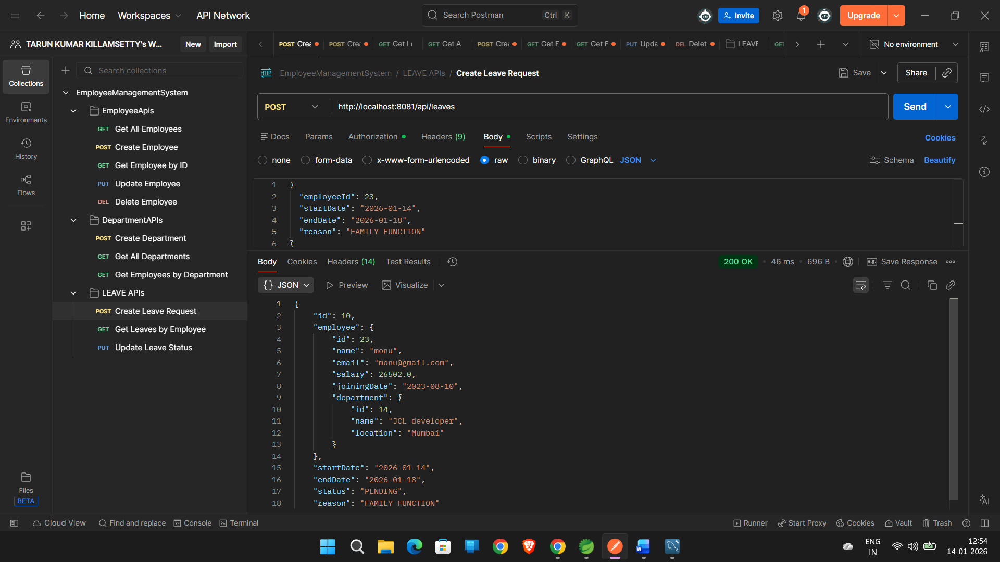 Home Workspaces API Network Search Postman Ctrl K Invite 1 Upgrade
TARUN KUMAR KILLAMSETTY's W... New Import POST Crea POST Crea GET Get L GET Get A POST Crea GET Get E GET Get E PUT Upda DEL Delet LEAVE GET No environment
Collections
Environments
History
Flows
Files
BETA
Search collections
EmployeeManagementSystem
EmployeeApis
GET Get All Employees
POST Create Employee
GET Get Employee by ID
PUT Update Employee
DEL Delete Employee
DepartmentAPIs
POST Create Department
GET Get All Departments
GET Get Employees by Department
LEAVE APIs
POST Create Leave Request
GET Get Leaves by Employee
PUT Update Leave Status
HTTP EmployeeManagementSystem / LEAVE APIs / Create Leave Request Save Share
POST http://localhost:8081/api/leaves Send
Docs Params Authorization Headers (9) Body Scripts Settings Cookies
none form-data x-www-form-urlencoded raw binary GraphQL JSON Schema Beautify
1 {
2 "employeeId": 23,
3 "startDate": "2026-01-14",
4 "endDate": "2026-01-18",
5 "reason": "FAMILY FUNCTION"
6 }
Body Cookies Headers (14) Test Results 200 OK 46 ms 696 B e.g. Save Response
{} JSON Preview Visualize
1 {
2 "id": 10,
3 "employee": {
4 "id": 23,
5 "name": "monu",
6 "email": "monu@gmail.com",
7 "salary": 26502.0,
8 "joiningDate": "2023-08-10",
9 "department": {
10 "id": 14,
11 "name": "JCL developer",
12 "location": "Mumbai"
13 }
14 },
15 "startDate": "2026-01-14",
16 "endDate": "2026-01-18",
17 "status": "PENDING",
18 "reason": "FAMILY FUNCTION"
Cloud View Find and replace Console Terminal Runner Start Proxy Cookies Vault Trash
ENG
IN
12:54
14-01-2026